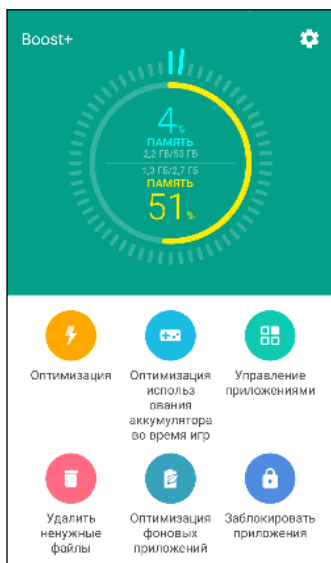 Boost+
4%
ПАМЯТЬ
2,2 ГБ/53 ГБ
1,3 ГБ/2,7 ГБ
ПАМЯТЬ
51%
Оптимизация
Оптимизация
использ
ования
аккумулятора
во время игр
Управление
приложениями
Удалить
ненужные
файлы
Оптимизация
фоновых
приложений
Заблокировать
приложения